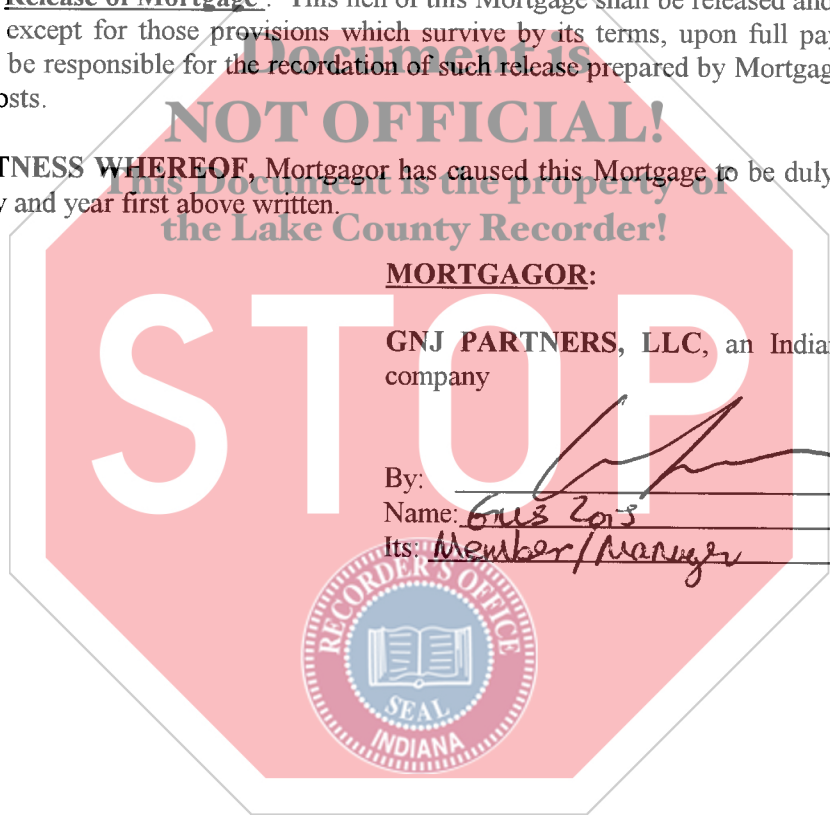 Release of Mortgage. This lien of this Mortgage shall be released and
except for those provisions which survive by its terms, upon full pay
Document is
be responsible for the recordation of such release prepared by Mortgag
osts.
NOT OFFICIAL!
TNESS WHEREOF, Mortgagor has caused this Mortgage to be duly
This Document is the property of
y and year first above written.
the Lake County Recorder!
MORTGAGOR:
STOP
GNJ PARTNERS, LLC, an Indian
company
By:
Name: Gus Zois
Its: Member/Manager
RECORDER'S OFFICE
SEAL
INDIANA